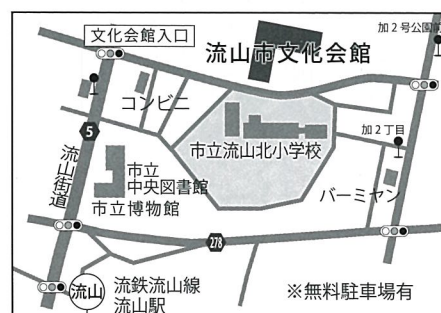 加2号公園前
文化会館入口
流山市文化会館
コンビニ
5
加2丁目
市立流山北小学校
流山街道
市立
中央図書館
市立博物館
バーミヤン
278
流山
流鉄流山線
流山駅
※無料駐車場有